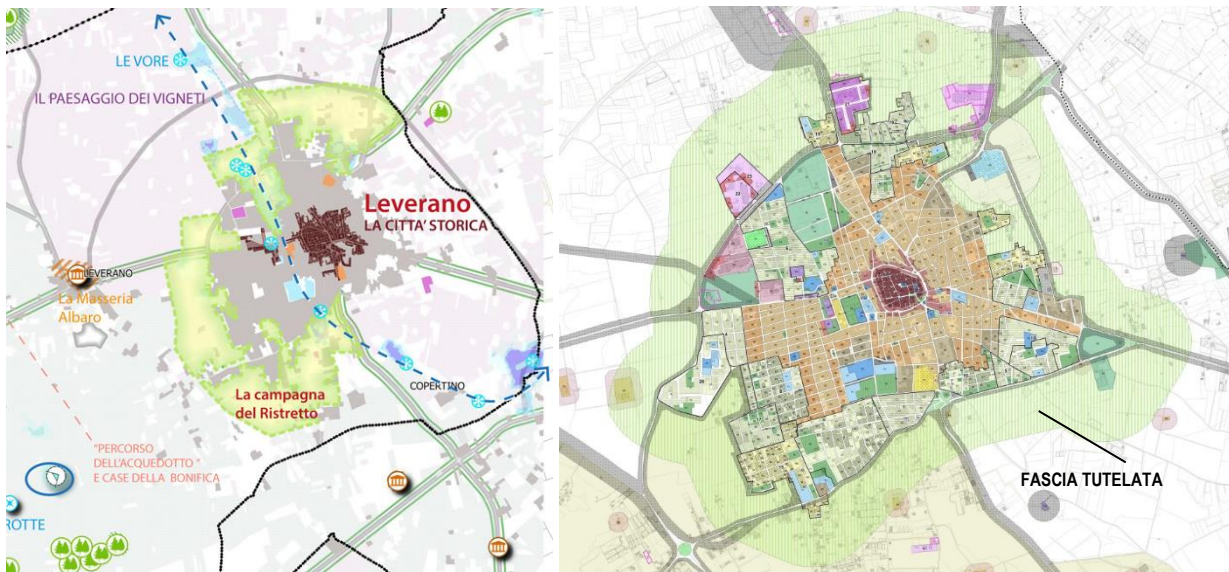 LE VORE
IL PAESAGGIO DEI VIGNETI
Leverano
LA CITTA' STORICA
LEVERANO
La Masseria
Albaro
COPERTINO
La campagna
del Ristretto
"PERCORSO
DELL'ACQUEDOTTO"
E CASE DELLA BONIFICA
ROTTE
FASCIA TUTELATA